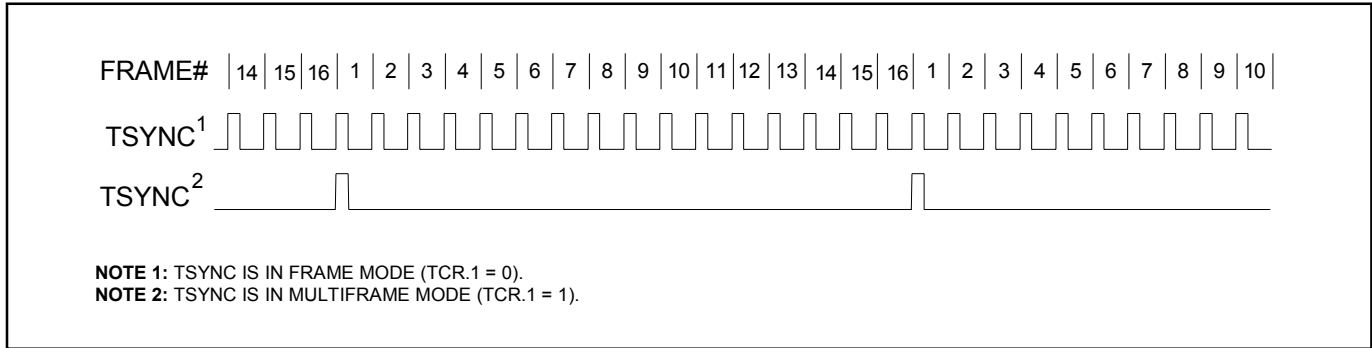 FRAME# 14 15 16 1 2 3 4 5 6 7 8 9 10 11 12 13 14 15 16 1 2 3 4 5 6 7 8 9 10
TSYNC1
TSYNC2
NOTE 1: TSYNC IS IN FRAME MODE (TCR.1 = 0).
NOTE 2: TSYNC IS IN MULTIFRAME MODE (TCR.1 = 1).